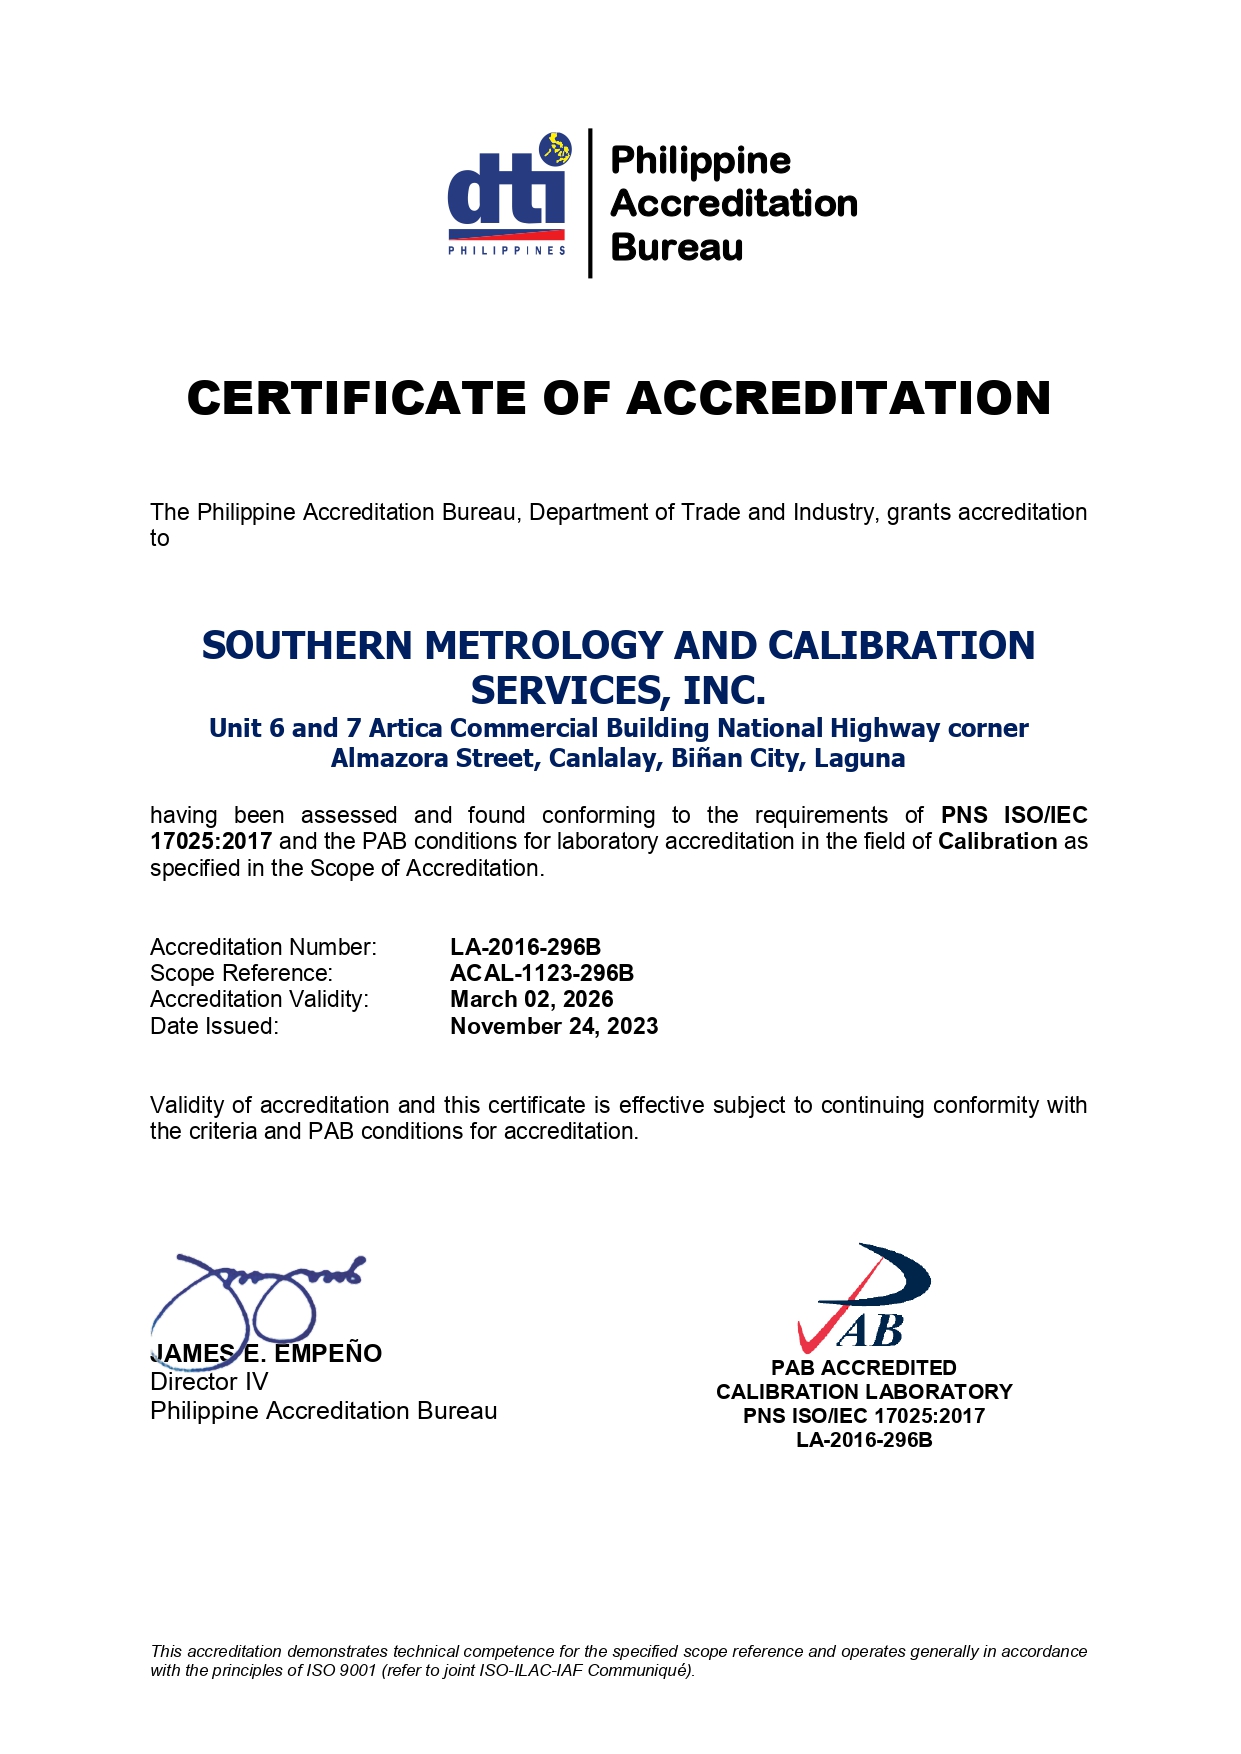 dti
PHILIPPINES
Philippine
Accreditation
Bureau
CERTIFICATE OF ACCREDITATION
The Philippine Accreditation Bureau, Department of Trade and Industry, grants accreditation
to
SOUTHERN METROLOGY AND CALIBRATION
SERVICES, INC.
Unit 6 and 7 Artica Commercial Building National Highway corner
Almazora Street, Canlalay, Biñan City, Laguna
having been assessed and found conforming to the requirements of PNS ISO/IEC
17025:2017 and the PAB conditions for laboratory accreditation in the field of Calibration as
specified in the Scope of Accreditation.
Accreditation Number: LA-2016-296B
Scope Reference: ACAL-1123-296B
Accreditation Validity: March 02, 2026
Date Issued: November 24, 2023
Validity of accreditation and this certificate is effective subject to continuing conformity with
the criteria and PAB conditions for accreditation.
JAMES E. EMPEÑO
Director IV
Philippine Accreditation Bureau
PAB
PAB ACCREDITED
CALIBRATION LABORATORY
PNS ISO/IEC 17025:2017
LA-2016-296B
This accreditation demonstrates technical competence for the specified scope reference and operates generally in accordance
with the principles of ISO 9001 (refer to joint ISO-ILAC-IAF Communiqué).